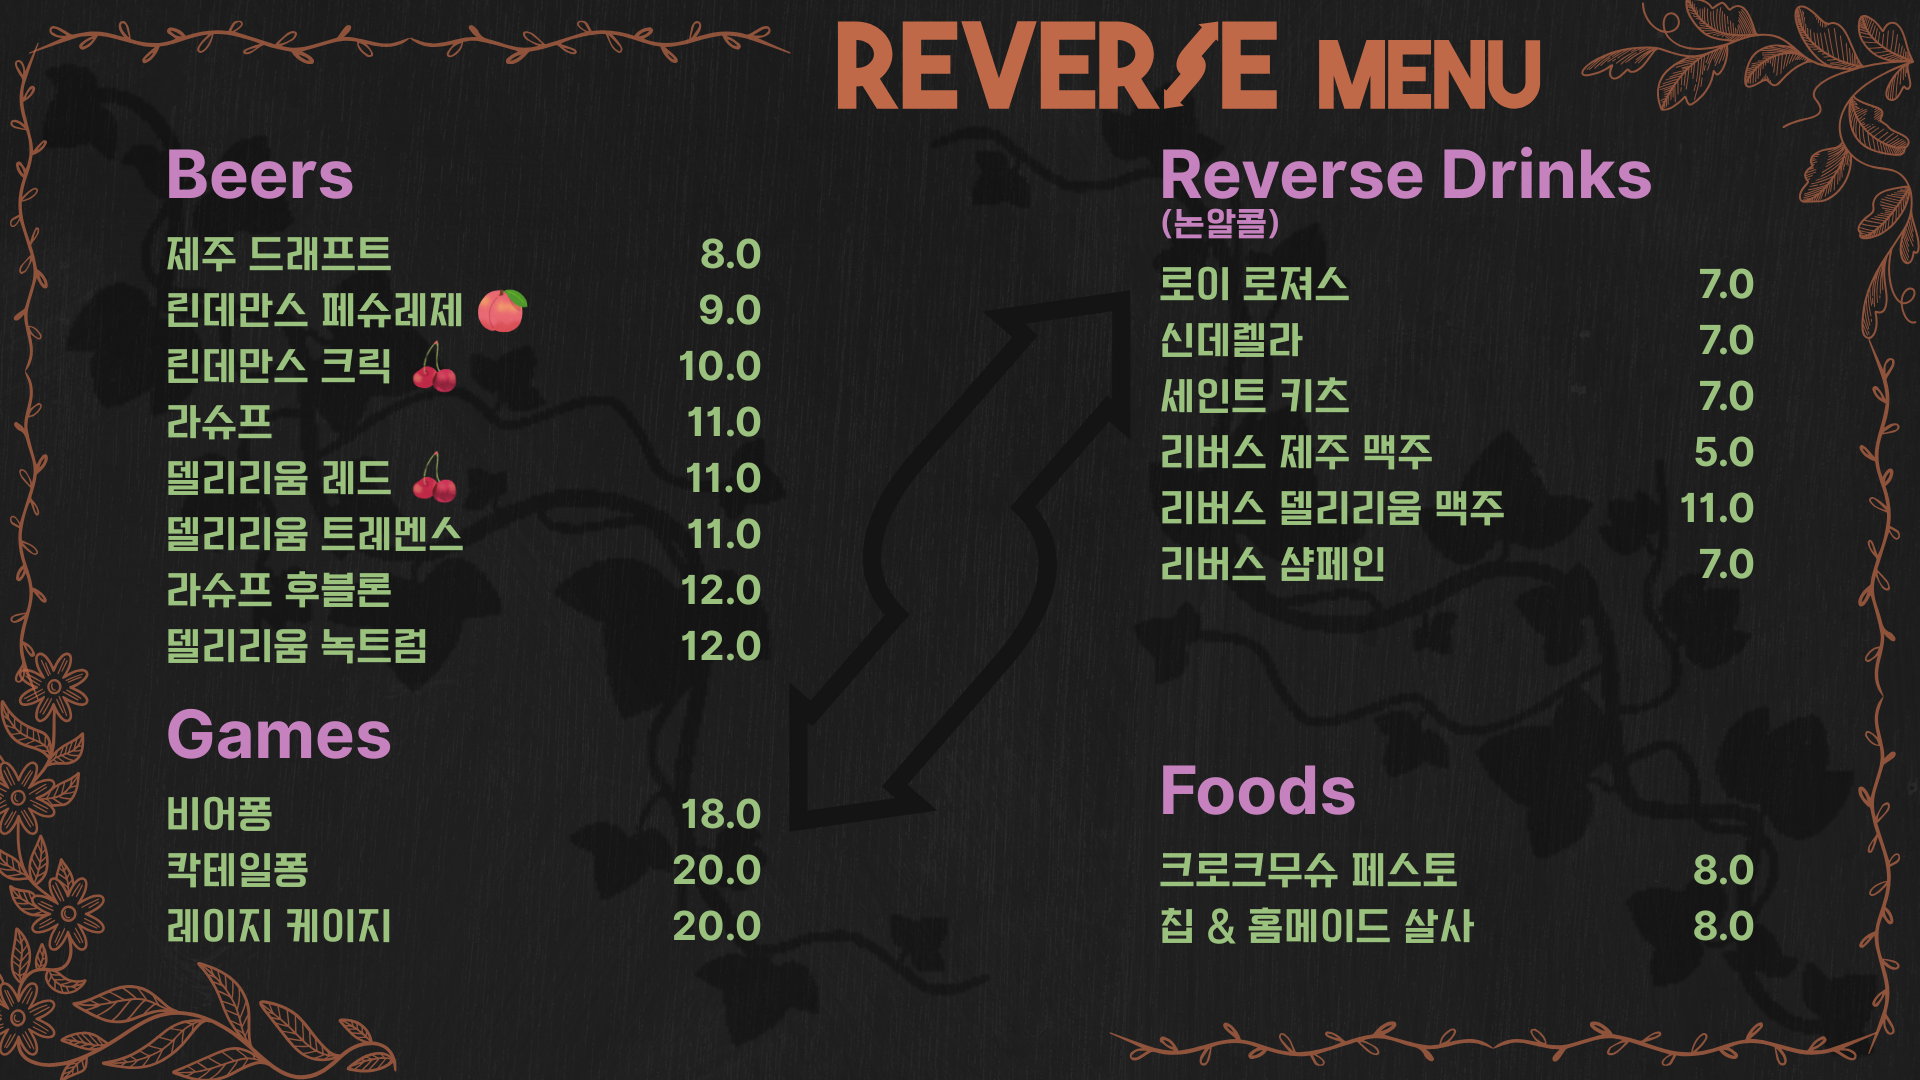 REVERSE MENU
Beers
제주 드래프트 8.0
린데만스 페슈레제 🍑 9.0
린데만스 크릭 🍒 10.0
라슈프 11.0
델리리움 레드 🍒 11.0
델리리움 트레멘스 11.0
라슈프 후블론 12.0
델리리움 녹트럼 12.0
Games
비어퐁 18.0
칵테일퐁 20.0
레이지 케이지 20.0
Reverse Drinks
(논알콜)
로이 로져스 7.0
신데렐라 7.0
세인트 키츠 7.0
리버스 제주 맥주 5.0
리버스 델리리움 맥주 11.0
리버스 샴페인 7.0
Foods
크로크무슈 페스토 8.0
칩 & 홈메이드 살사 8.0